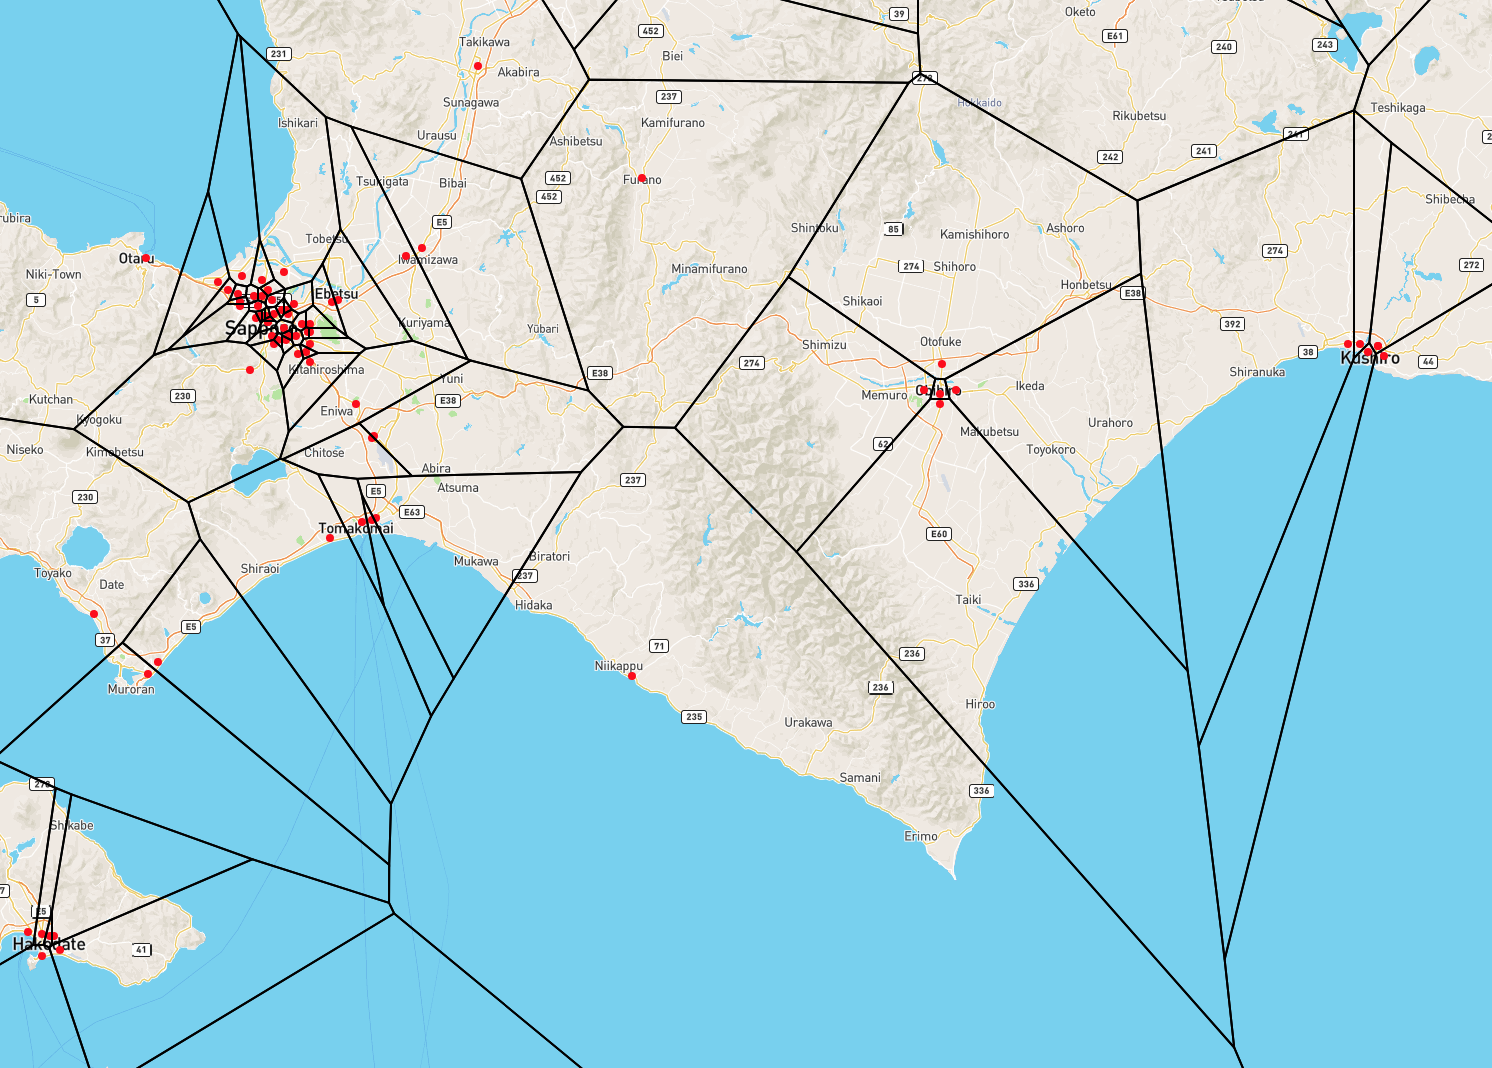 39
Oketo
452
Takikawa
231
Biei
E61
240
243
Akabira
273
237
Hokkaido
Sunagawa
Teshikaga
Ishikari
Kamifurano
Rikubetsu
Urausu
241
Ashibetsu
241
242
Tsurigata
Bibai
452
Furano
452
Shibecha
E5
Shintoku
85
Kamishihoro
Ashoro
Tobetsu
274
Otaru
Iwamizawa
272
Niki-Town
Minamifurano
274
Shihoro
Honbetsu
E38
5
Ebetsu
Shikaoi
Kuriyama
392
Sapporo
Yūbari
Shimizu
Otofuke
38
Kushiro
274
44
Kitahiroshima
E38
Shiranuka
Yuni
Obihiro
Ikeda
230
Memuro
Kutchan
E38
Eniwa
Kyogoku
Urahoro
62
Makubetsu
Niseko
Kimobetsu
Chitose
Toyokoro
Abira
237
Atsuma
E5
230
E63
Tomakomai
E60
Mukawa
Biratori
Shiraoi
Toyako
237
Date
336
Taiki
Hidaka
E5
37
71
236
Niikappu
Muroran
236
Hiroo
235
Urakawa
Samani
278
336
Shikabe
Erimo
E5
Hakodate
41